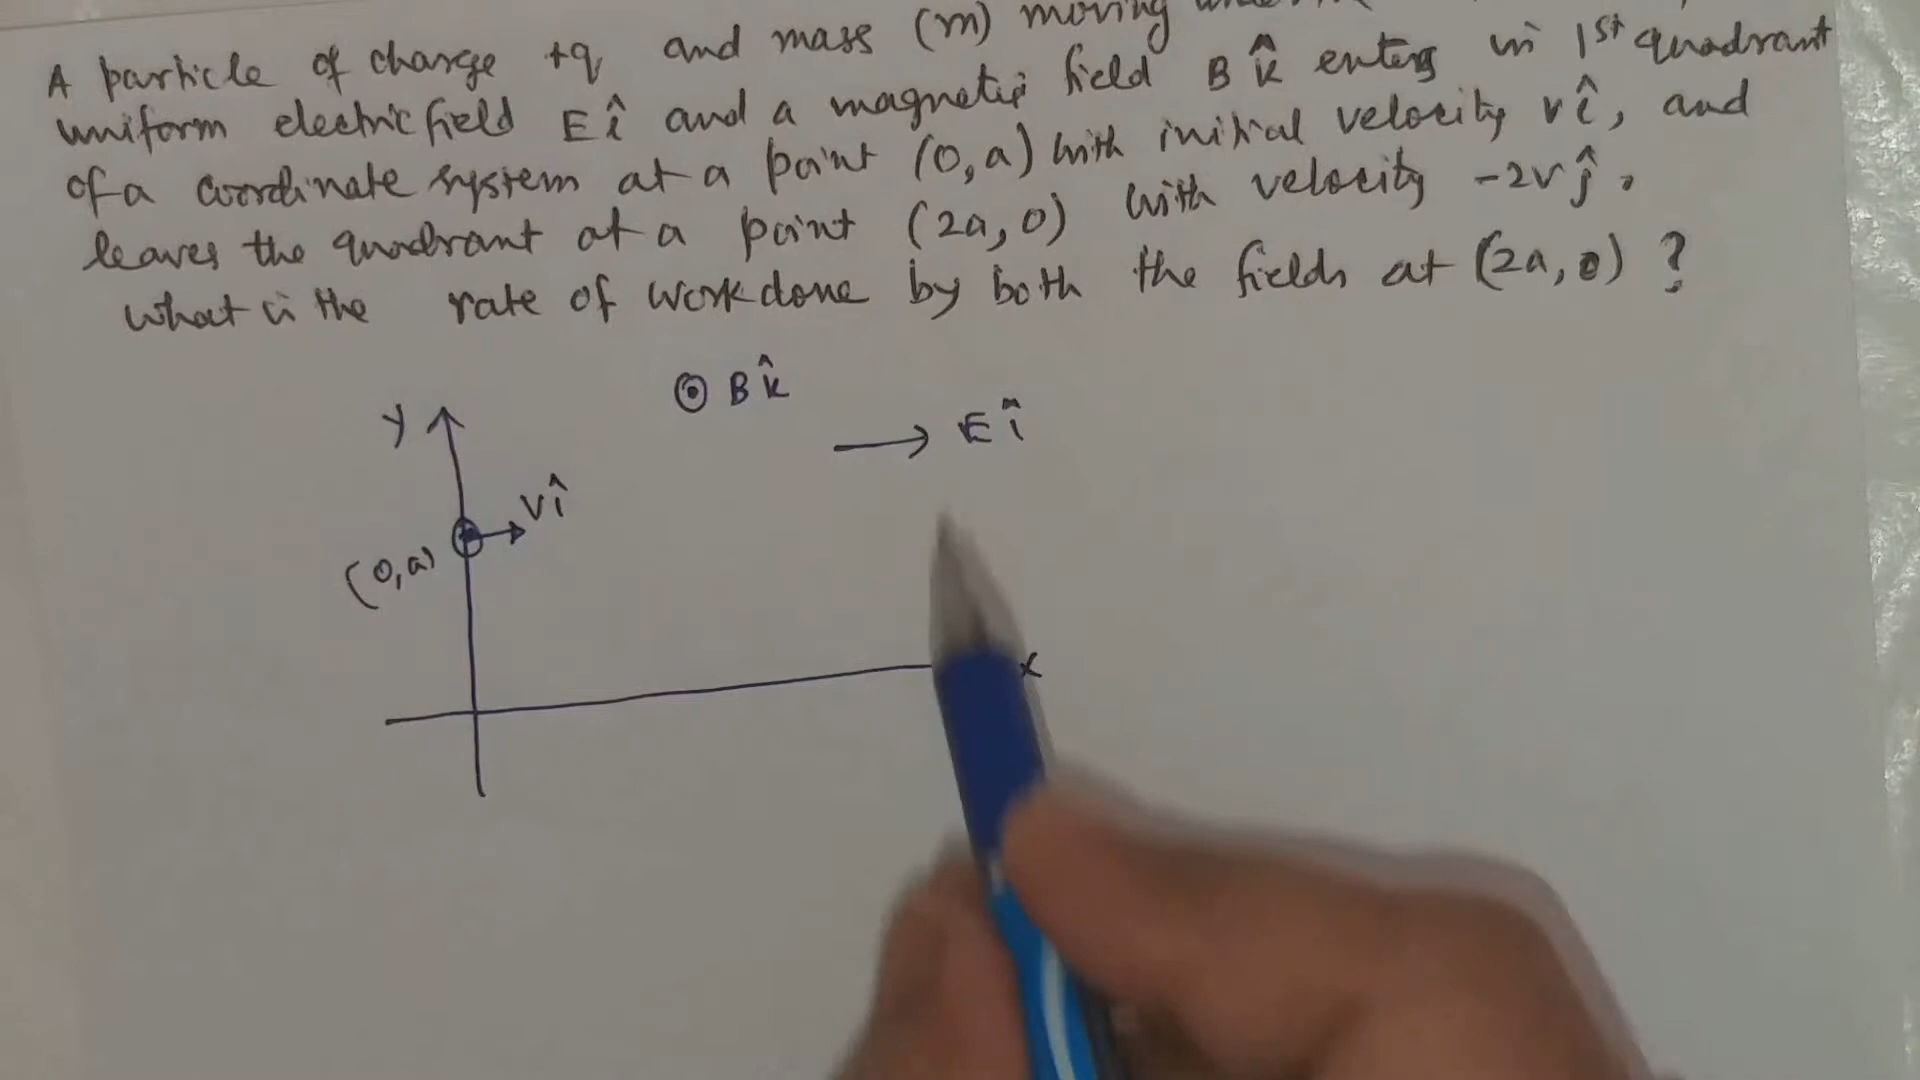 A particle of charge +q and mass (m) moving
uniform electric field E î and a magnetic field B k̂ enters in 1st quadrant
of a coordinate system at a point (0, a) with initial velocity v î, and
leaves the quadrant at a point (2a, 0) with velocity -2v ĵ,
what is the rate of work done by both the fields at (2a, 0) ?
B k̂
y
E î
V î
(0, a)
x